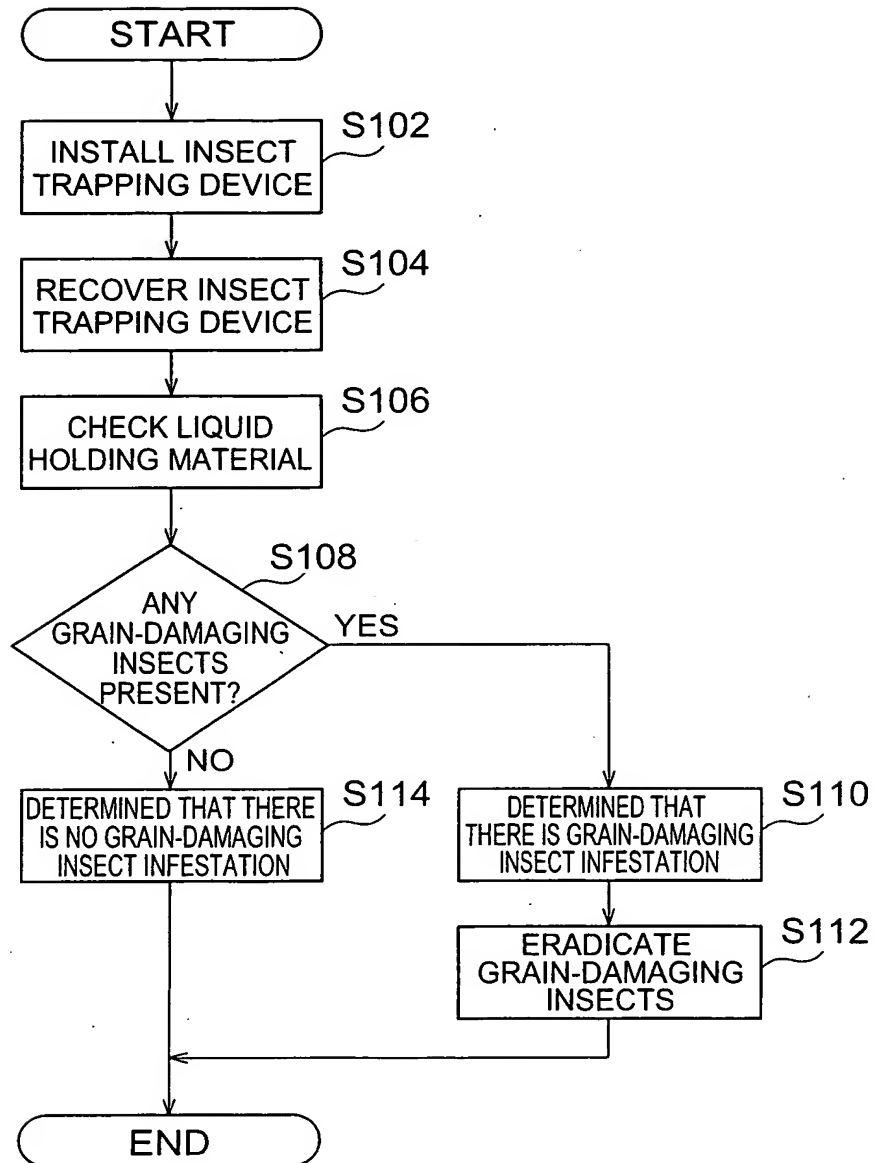 START
S102
INSTALL INSECT
TRAPPING DEVICE
S104
RECOVER INSECT
TRAPPING DEVICE
S106
CHECK LIQUID
HOLDING MATERIAL
S108
ANY
GRAIN-DAMAGING
INSECTS
PRESENT?
YES
NO
S114
DETERMINED THAT THERE
IS NO GRAIN-DAMAGING
INSECT INFESTATION
S110
DETERMINED THAT
THERE IS GRAIN-DAMAGING
INSECT INFESTATION
S112
ERADICATE
GRAIN-DAMAGING
INSECTS
END